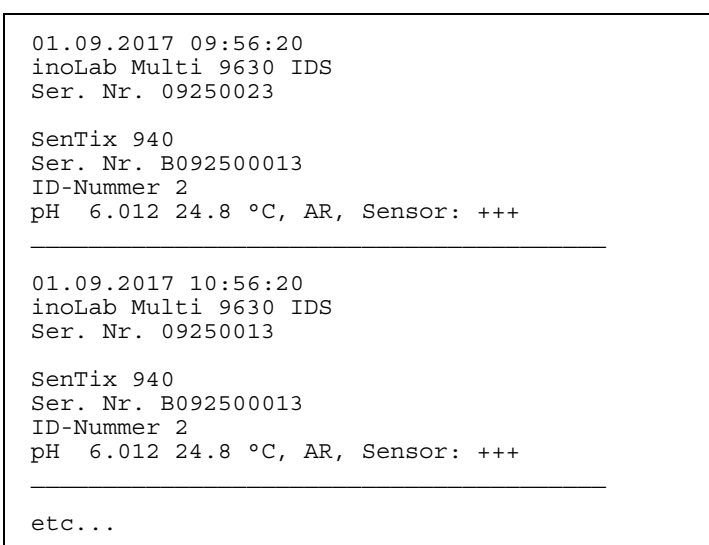 01.09.2017 09:56:20
inoLab Multi 9630 IDS
Ser. Nr. 09250023
SenTix 940
Ser. Nr. B092500013
ID-Nummer 2
pH  6.012 24.8 °C, AR, Sensor: +++
________________________________________
01.09.2017 10:56:20
inoLab Multi 9630 IDS
Ser. Nr. 09250013
SenTix 940
Ser. Nr. B092500013
ID-Nummer 2
pH  6.012 24.8 °C, AR, Sensor: +++
________________________________________
etc...